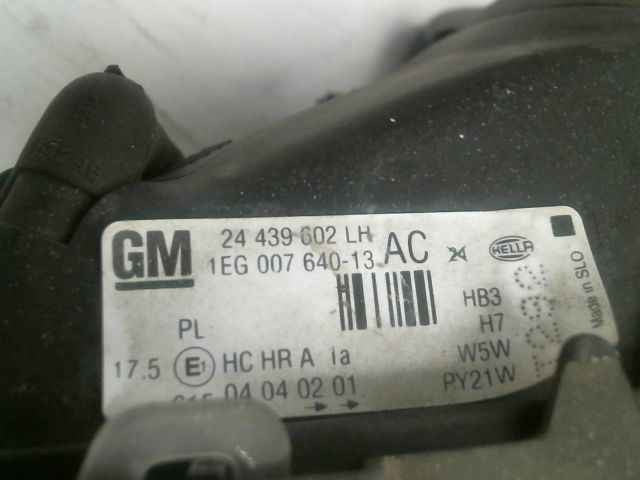 GM
24 439 602 LH
1EG 007 640-13 AC
HELLA
Made in SLO
PL
HB3
H7
17.5 E1 HC HR A Ia
W5W
04 04 02 01
PY21W